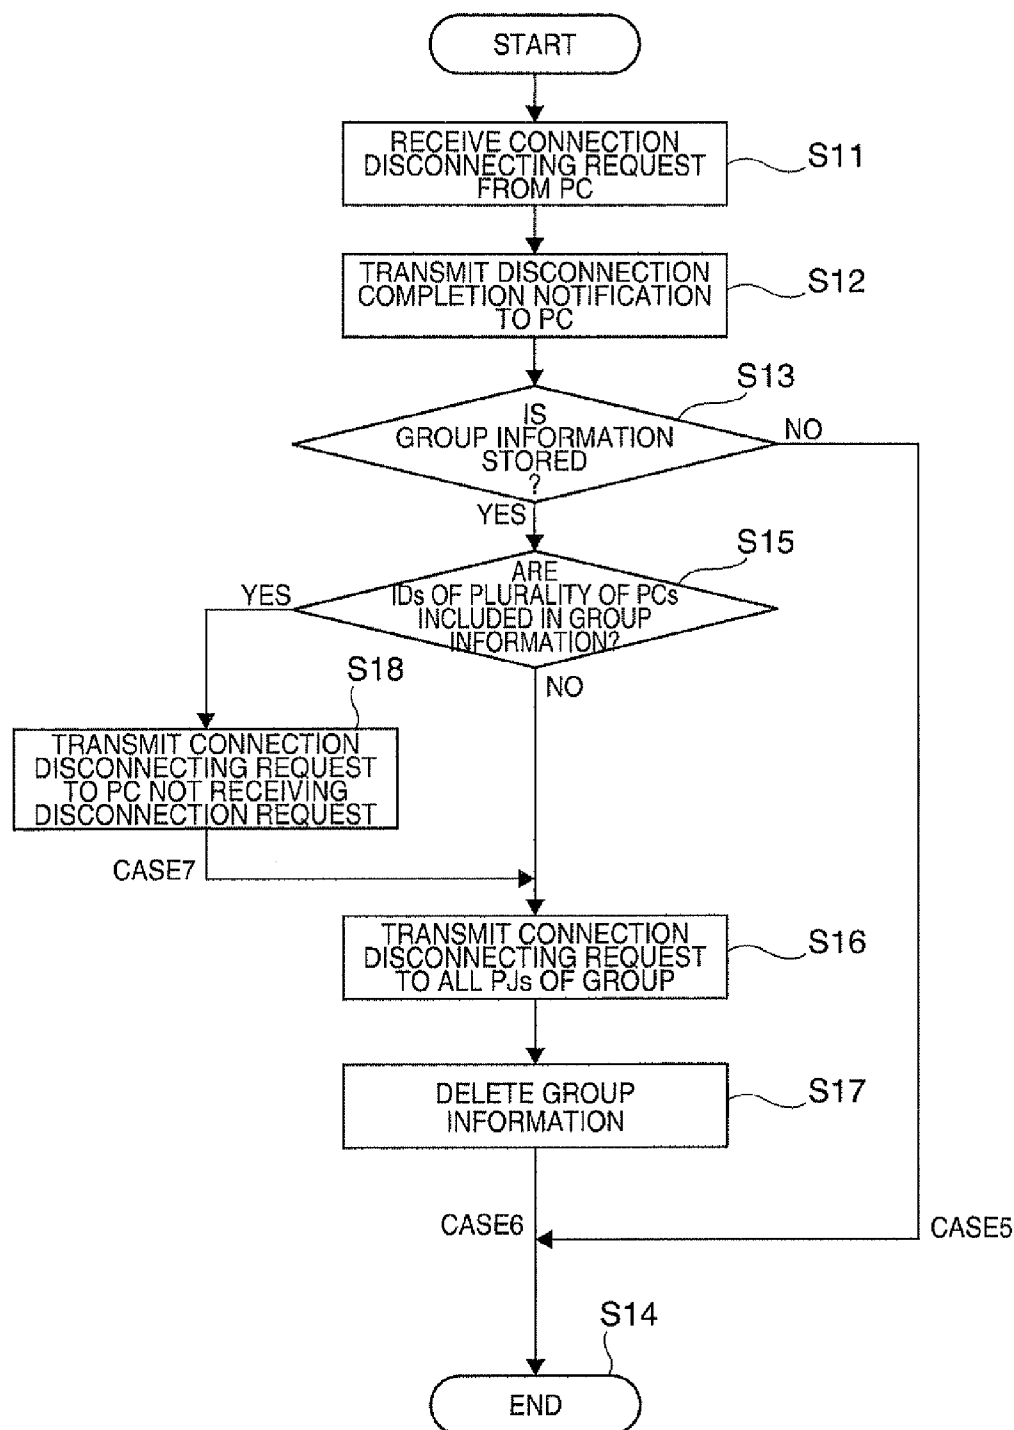 START
RECEIVE CONNECTION
DISCONNECTING REQUEST
FROM PC
S11
TRANSMIT DISCONNECTION
COMPLETION NOTIFICATION
TO PC
S12
S13
IS
GROUP INFORMATION
STORED
?
NO
YES
S15
ARE
IDs OF PLURALITY OF PCs
INCLUDED IN GROUP
INFORMATION?
YES
NO
S18
TRANSMIT CONNECTION
DISCONNECTING REQUEST
TO PC NOT RECEIVING
DISCONNECTION REQUEST
CASE7
TRANSMIT CONNECTION
DISCONNECTING REQUEST
TO ALL PJs OF GROUP
S16
DELETE GROUP
INFORMATION
S17
CASE6
CASE5
S14
END